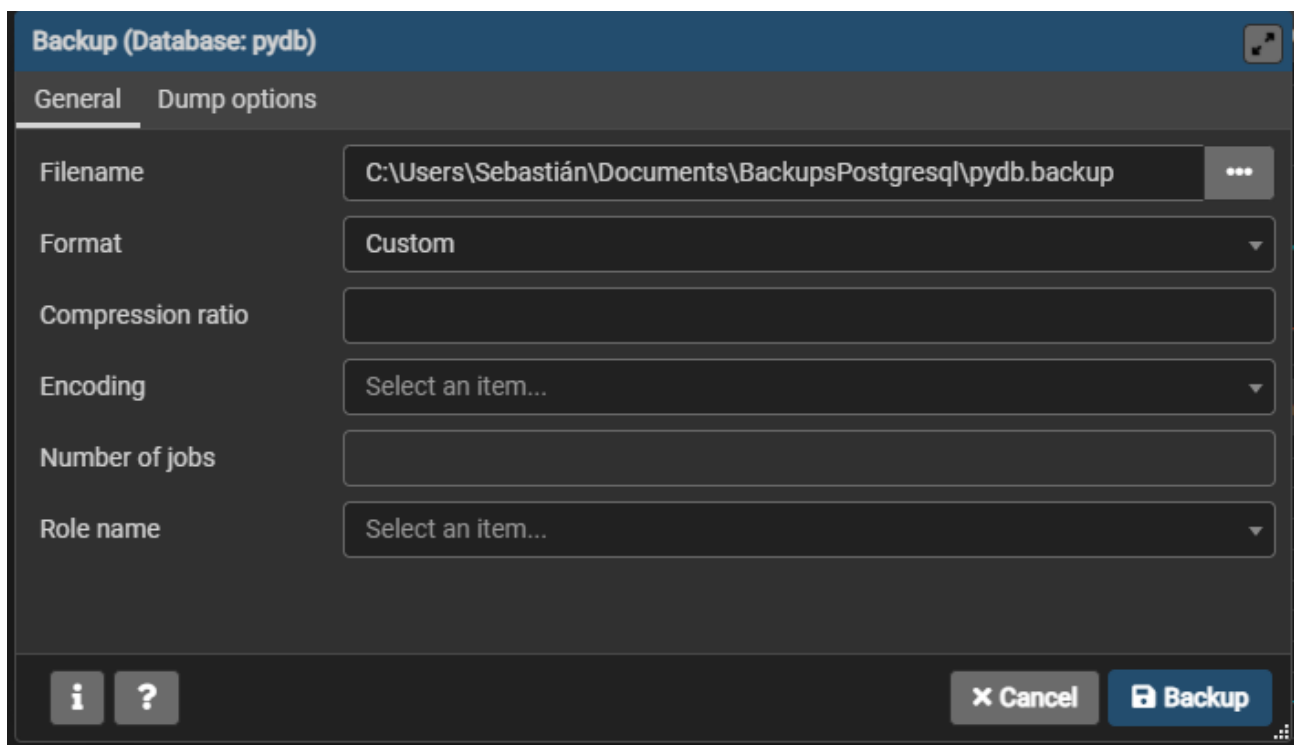 Backup (Database: pydb)
General Dump options
Filename C:\Users\Sebastián\Documents\BackupsPostgresql\pydb.backup
Format Custom
Compression ratio
Encoding Select an item...
Number of jobs
Role name Select an item...
i ? Cancel Backup